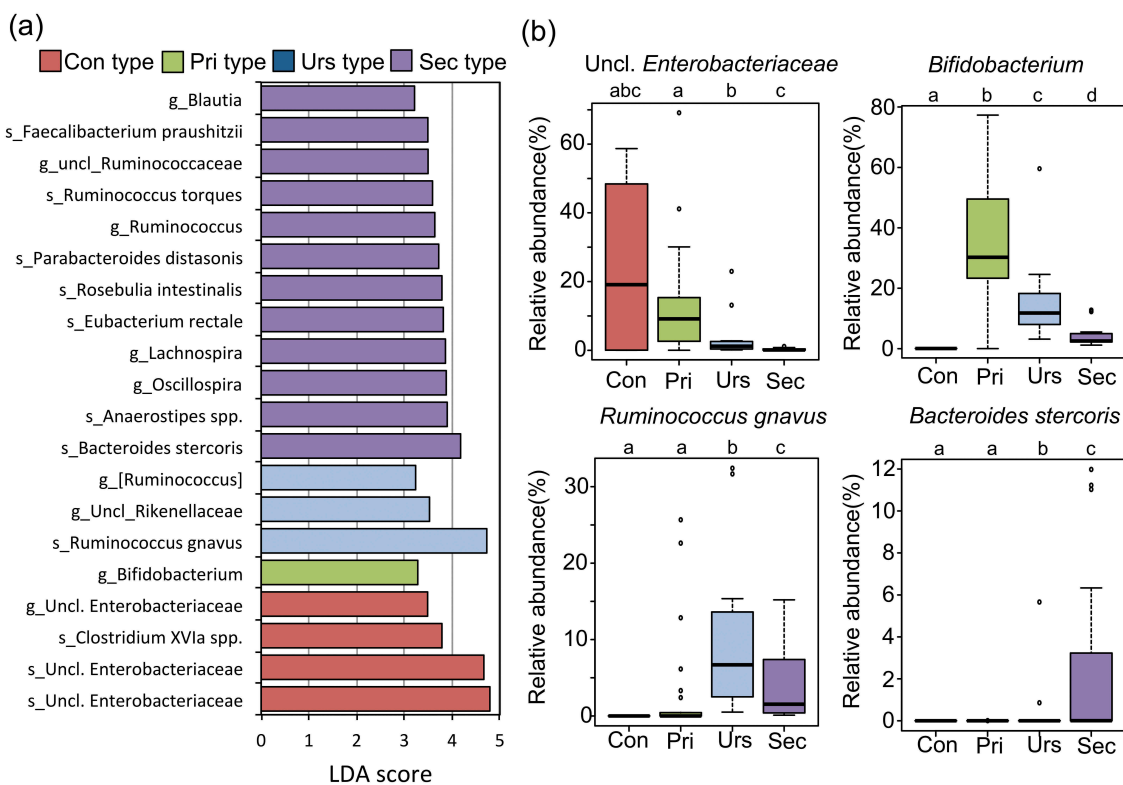 (a)
Con type Pri type Urs type Sec type
g_Blautia
s_Faecalibacterium praushitzii
g_uncl_Ruminococcaceae
s_Ruminococcus torques
g_Ruminococcus
s_Parabacteroides distasonis
s_Rosebulia intestinalis
s_Eubacterium rectale
g_Lachnospira
g_Oscillospira
s_Anaerostipes spp.
s_Bacteroides stercoris
g_[Ruminococcus]
g_Uncl_Rikenellaceae
s_Ruminococcus gnavus
g_Bifidobacterium
g_Uncl. Enterobacteriaceae
s_Clostridium XVIa spp.
s_Uncl. Enterobacteriaceae
s_Uncl. Enterobacteriaceae
0 1 2 3 4 5
LDA score
(b)
Uncl. Enterobacteriaceae
abc a b c
Relative abundance(%)
60
40
20
0
Con Pri Urs Sec
Bifidobacterium
a b c d
Relative abundance(%)
80
60
40
20
0
Con Pri Urs Sec
Ruminococcus gnavus
a a b c
Relative abundance(%)
30
20
10
0
Con Pri Urs Sec
Bacteroides stercoris
a a b c
Relative abundance(%)
12
10
8
6
4
2
0
Con Pri Urs Sec